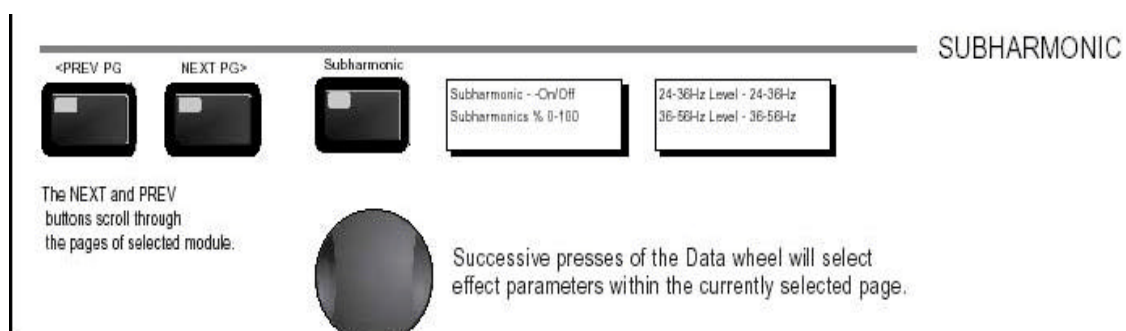 SUBHARMONIC
<PREV PG
NEXT PG>
Subharmonic
Subharmonic - -On/Off
Subharmonics % 0-100
24-36Hz Level - 24-36Hz
36-56Hz Level - 36-56Hz
The NEXT and PREV
buttons scroll through
the pages of selected module.
Successive presses of the Data wheel will select
effect parameters within the currently selected page.